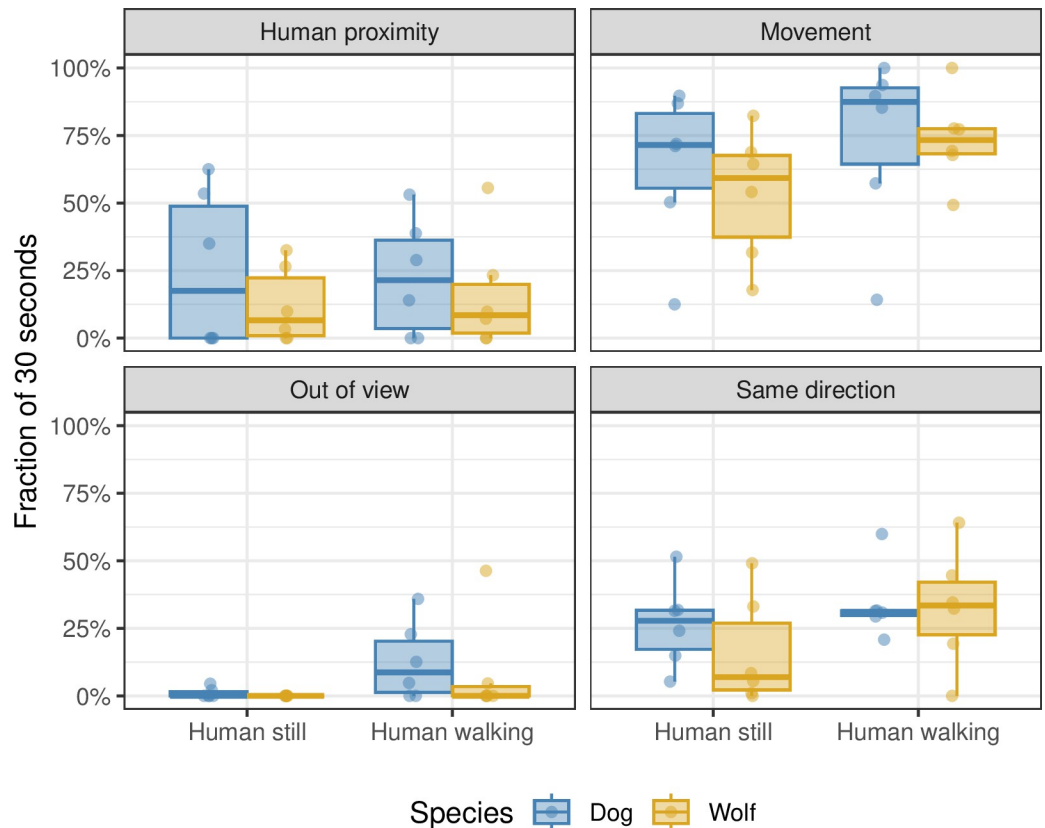 Human proximity
Movement
100%
75%
50%
25%
0%
Out of view
Same direction
100%
75%
50%
25%
0%
Fraction of 30 seconds
Human still
Human walking
Human still
Human walking
Species Dog Wolf